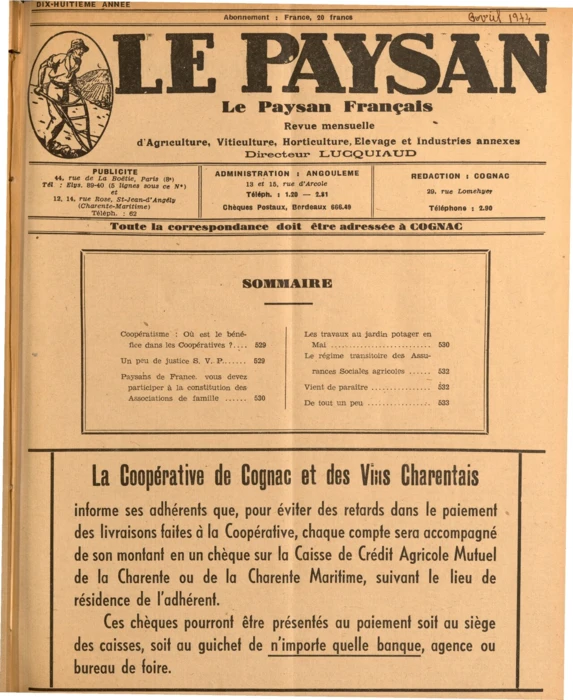 DIX-HUITIEME ANNEE
Abonnement : France, 20 francs
Avril 1944
LE PAYSAN
Le Paysan Français
Revue mensuelle
d'Agriculture, Viticulture, Horticulture, Elevage et Industries annexes
Directeur LUCQUIAUD
PUBLICITE
44, rue de La Boëtie, Paris (8e)
Tél : Elys. 89-40 (5 lignes sous ce N°)
et
12, 14, rue Rose, St-Jean-d'Angély
(Charente-Maritime)
Téléph. : 62
ADMINISTRATION : ANGOULEME
13 et 15, rue d'Arcole
Téléph. : 1.20 — 2.81
Chèques Postaux, Bordeaux 666.49
REDACTION : COGNAC
29, rue Lomehyer
Téléphone : 2.90
Toute la correspondance doit être adressée à COGNAC
SOMMAIRE
Coopératisme : Où est le béné-
fice dans les Coopératives ?.... 529
Un peu de justice S. V. P...... 529
Paysans de France, vous devez
participer à la constitution des
Associations de famille ...... 530
Les travaux au jardin potager en
Mai ........................ 530
Le régime transitoire des Assu-
rances Sociales agricoles ...... 532
Vient de paraître ................ 532
De tout un peu ................. 533
La Coopérative de Cognac et des Vins Charentais
informe ses adhérents que, pour éviter des retards dans le paiement
des livraisons faites à la Coopérative, chaque compte sera accompagné
de son montant en un chèque sur la Caisse de Crédit Agricole Mutuel
de la Charente ou de la Charente Maritime, suivant le lieu de
résidence de l'adhérent.
Ces chèques pourront être présentés au paiement soit au siège
des caisses, soit au guichet de n'importe quelle banque, agence ou
bureau de foire.